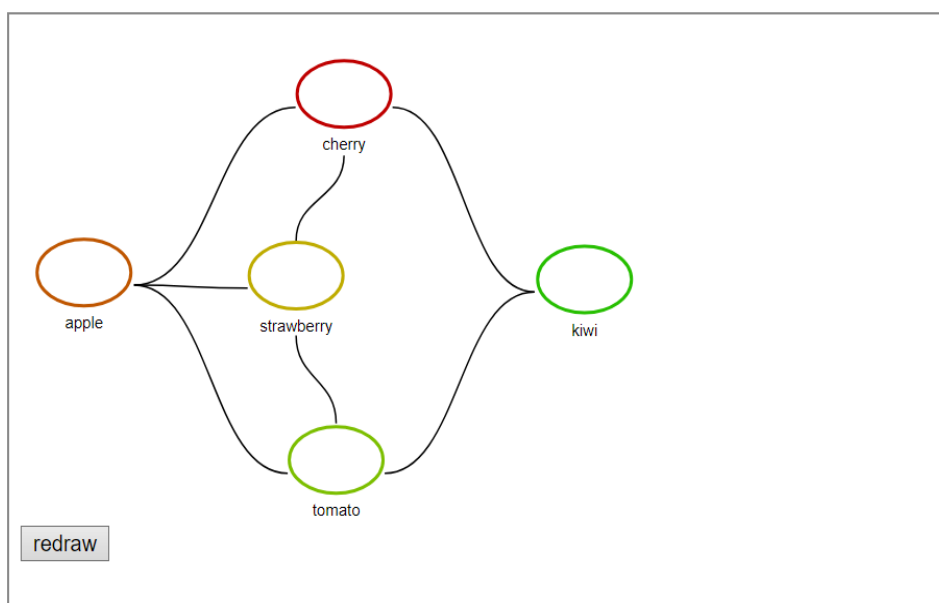 cherry
apple
strawberry
kiwi
tomato
redraw